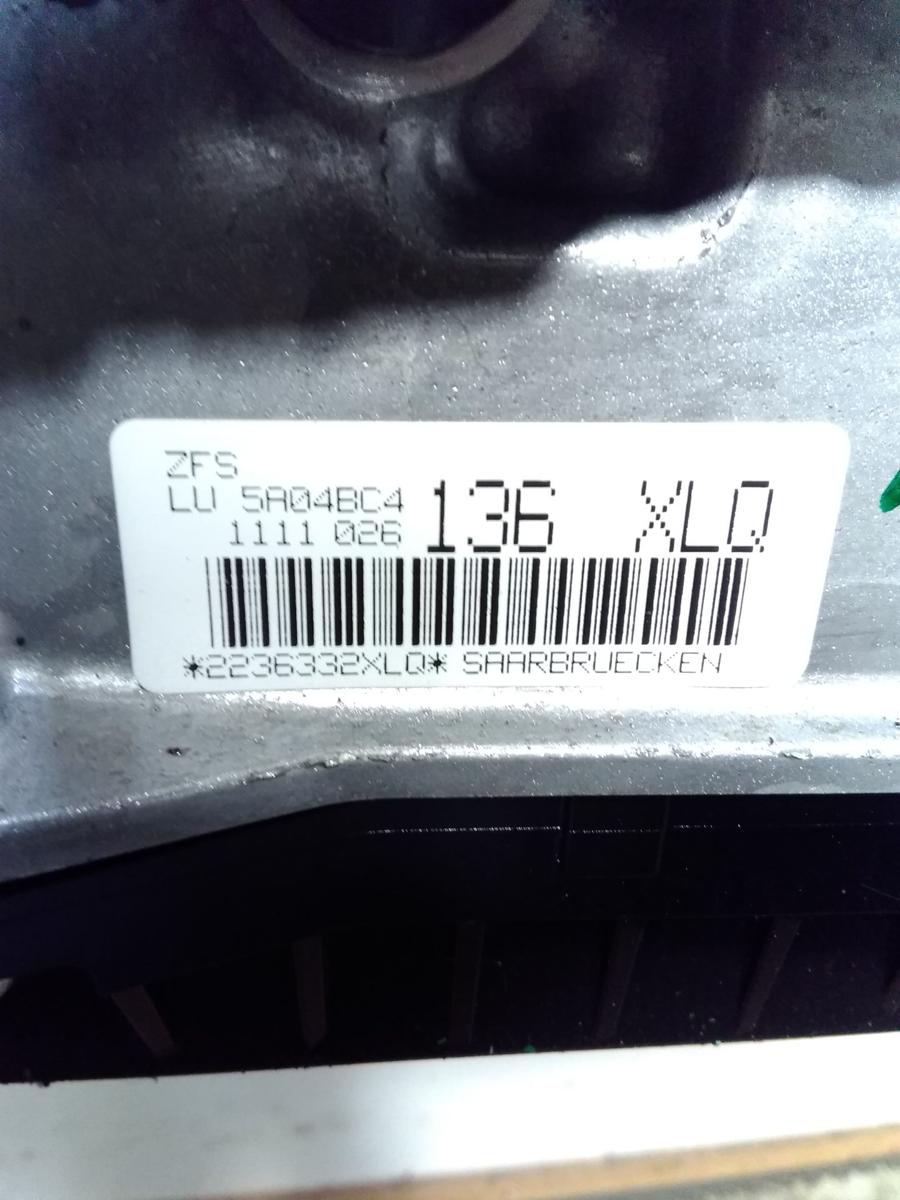 ZFS
LU 5A04BC4
1111 026
136 XLQ
*2236332XLQ* SAARBRUECKEN